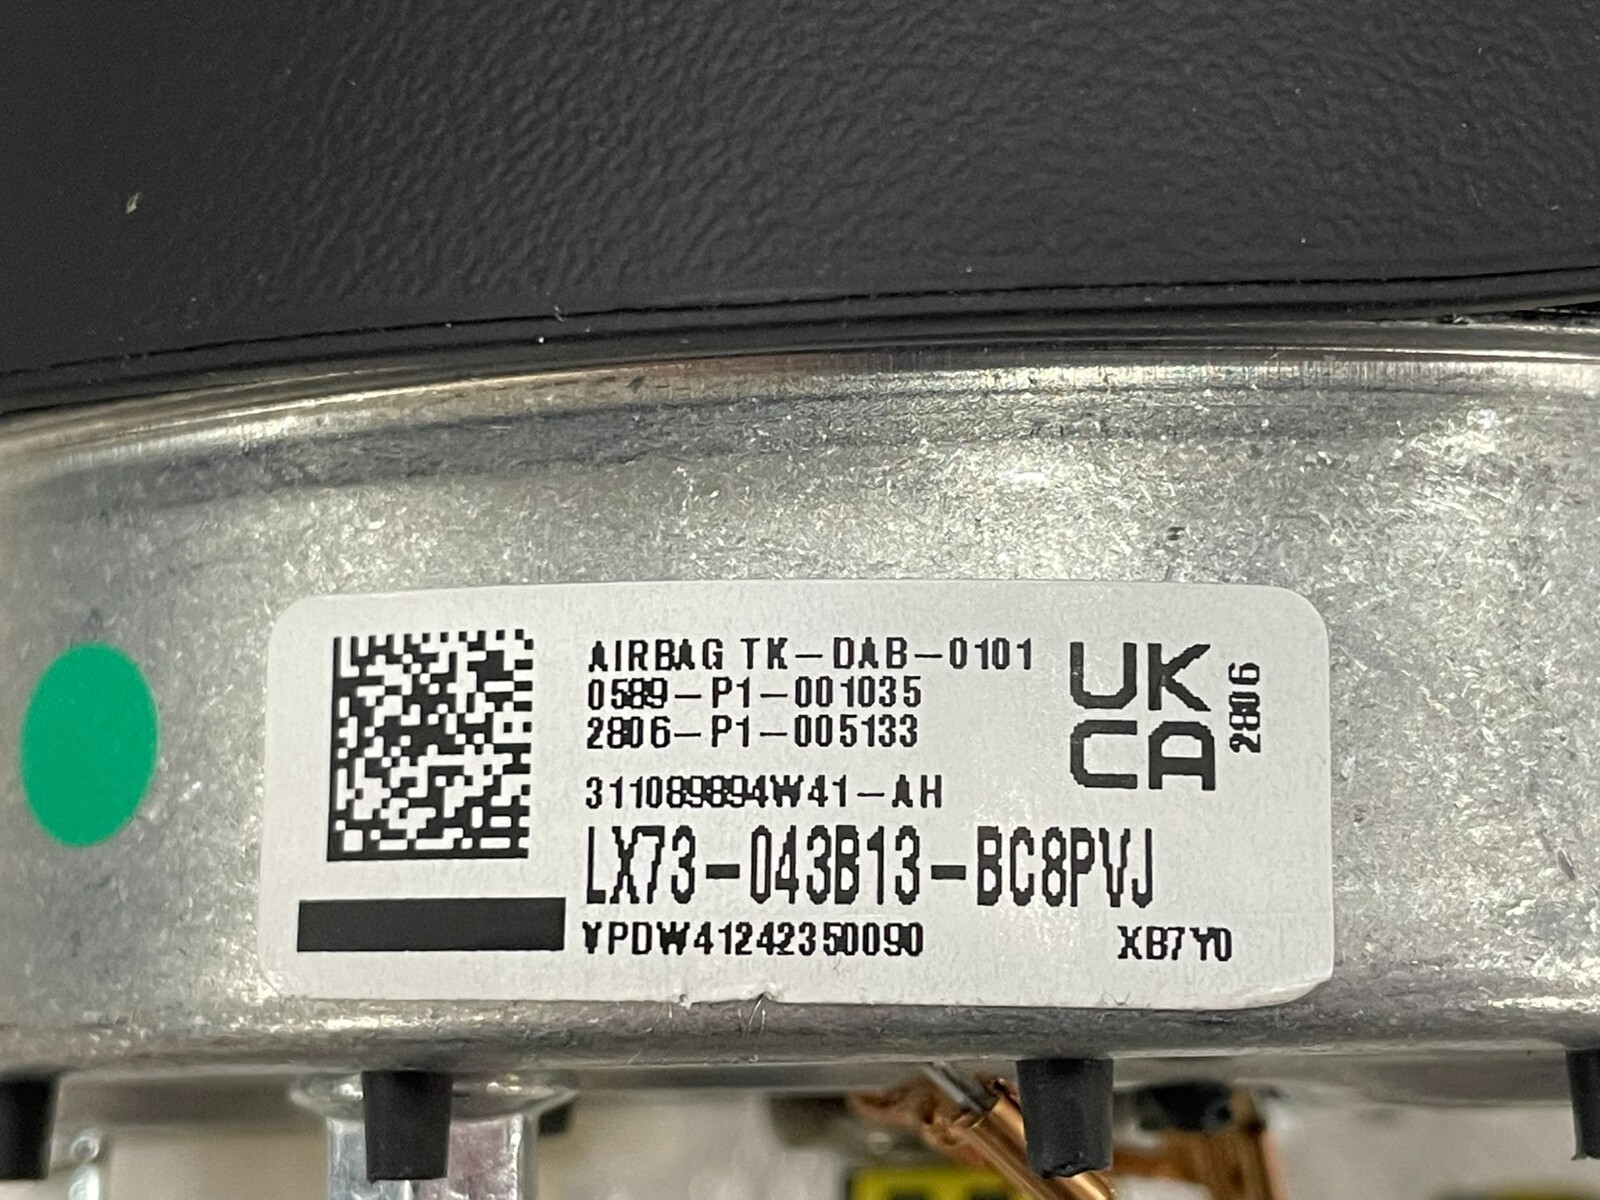 AIRBAG TK-DAB-0101
0589-P1-001035
2806-P1-005133
311089894W41-AH
LX73-043B13-BC8PVJ
YPDW41242350090
XB7Y0
UK
CA
2806